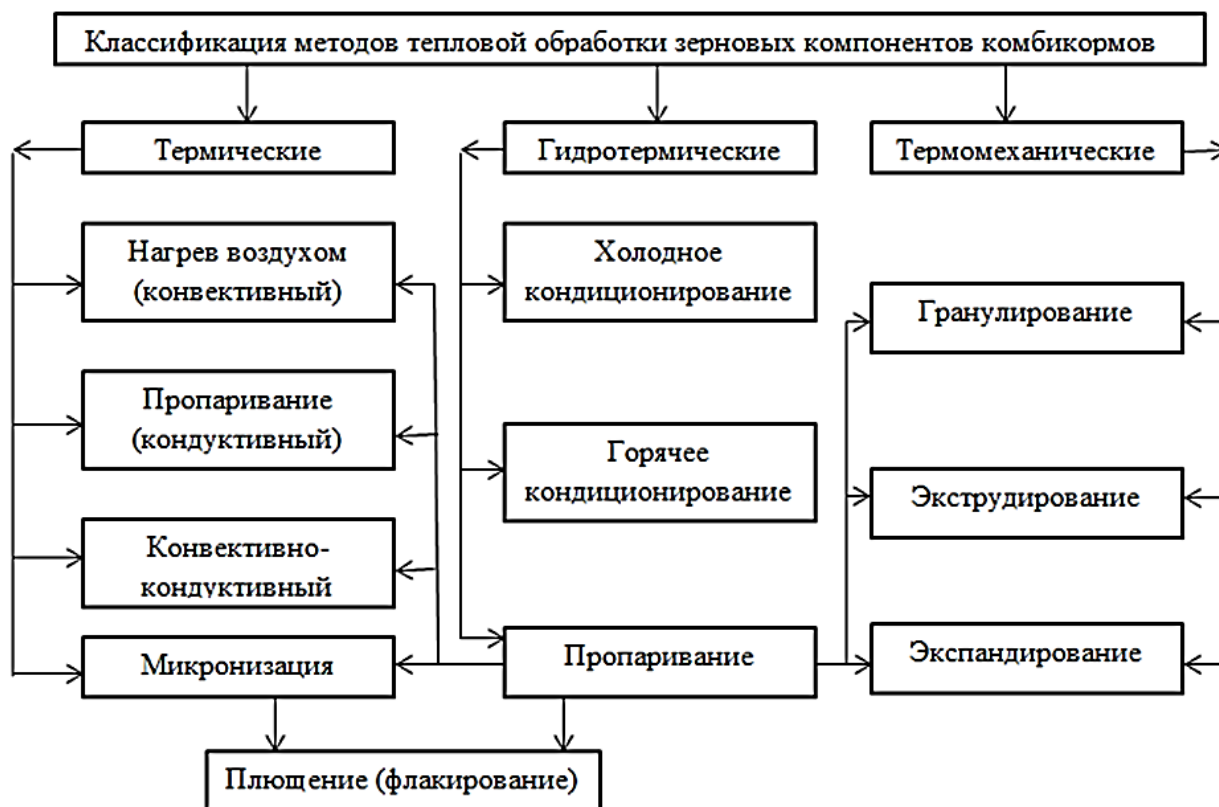 Классификация методов тепловой обработки зерновых компонентов комбикормов
Термические
Гидротермические
Термомеханические
Нагрев воздухом
(конвективный)
Пропаривание
(кондуктивный)
Конвективно-
кондуктивный
Микронизация
Холодное
кондиционирование
Горячее
кондиционирование
Пропаривание
Гранулирование
Экструдирование
Экспандирование
Плющение (флакирование)